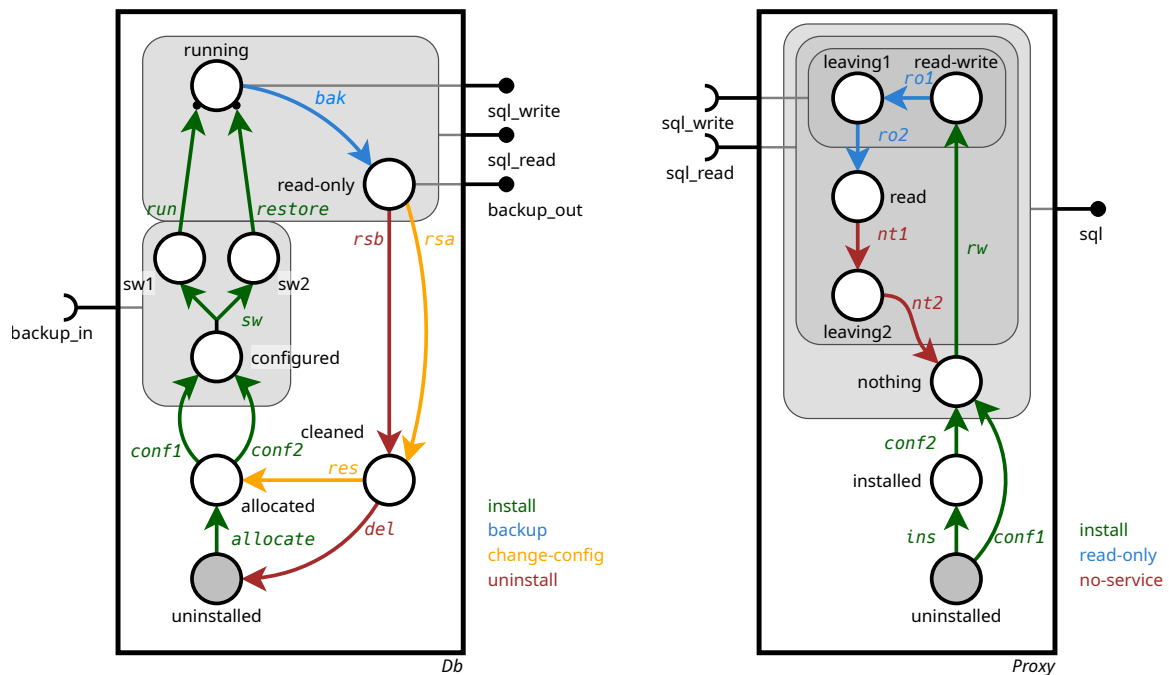 running
leaving1
read-write
bak
ro1
sql_write
sql_write
ro2
sql_read
sql_read
read-only
read
backup_out
run
restore
rsb
rsa
nt1
rw
sql
sw1
sw2
nt2
sw
backup_in
leaving2
configured
nothing
cleaned
conf1
conf2
conf2
res
installed
allocated
install
del
allocate
backup
ins
conf1
install
change-config
read-only
uninstall
no-service
uninstalled
uninstalled
Db
Proxy